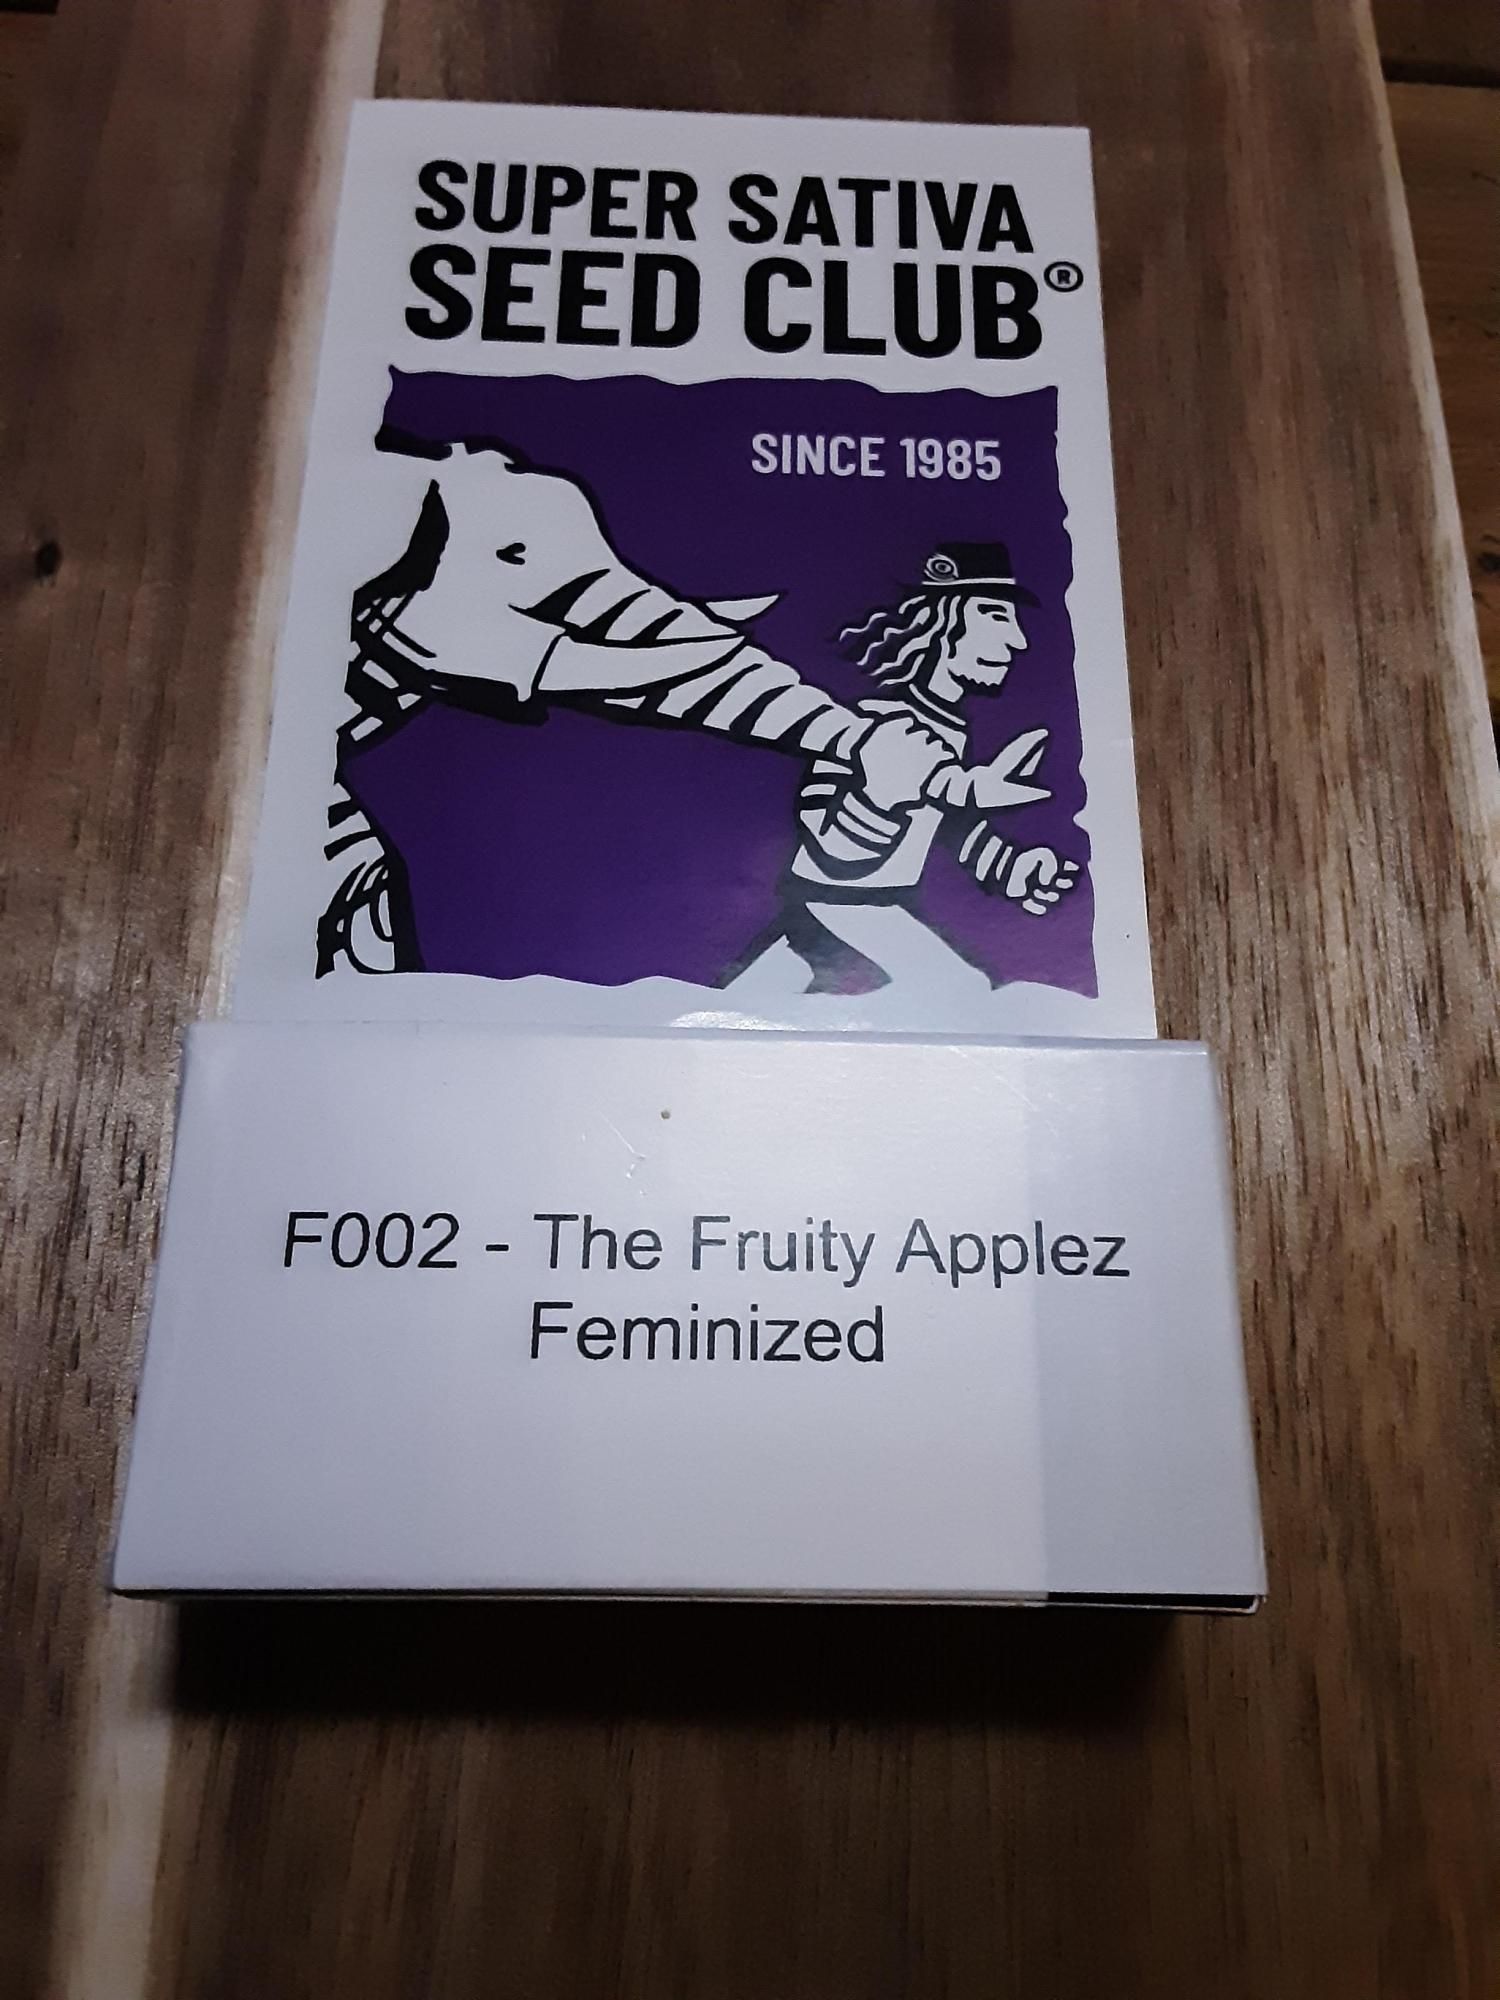 SUPER SATIVA
SEED CLUB®
SINCE 1985
F002 - The Fruity Applez
Feminized